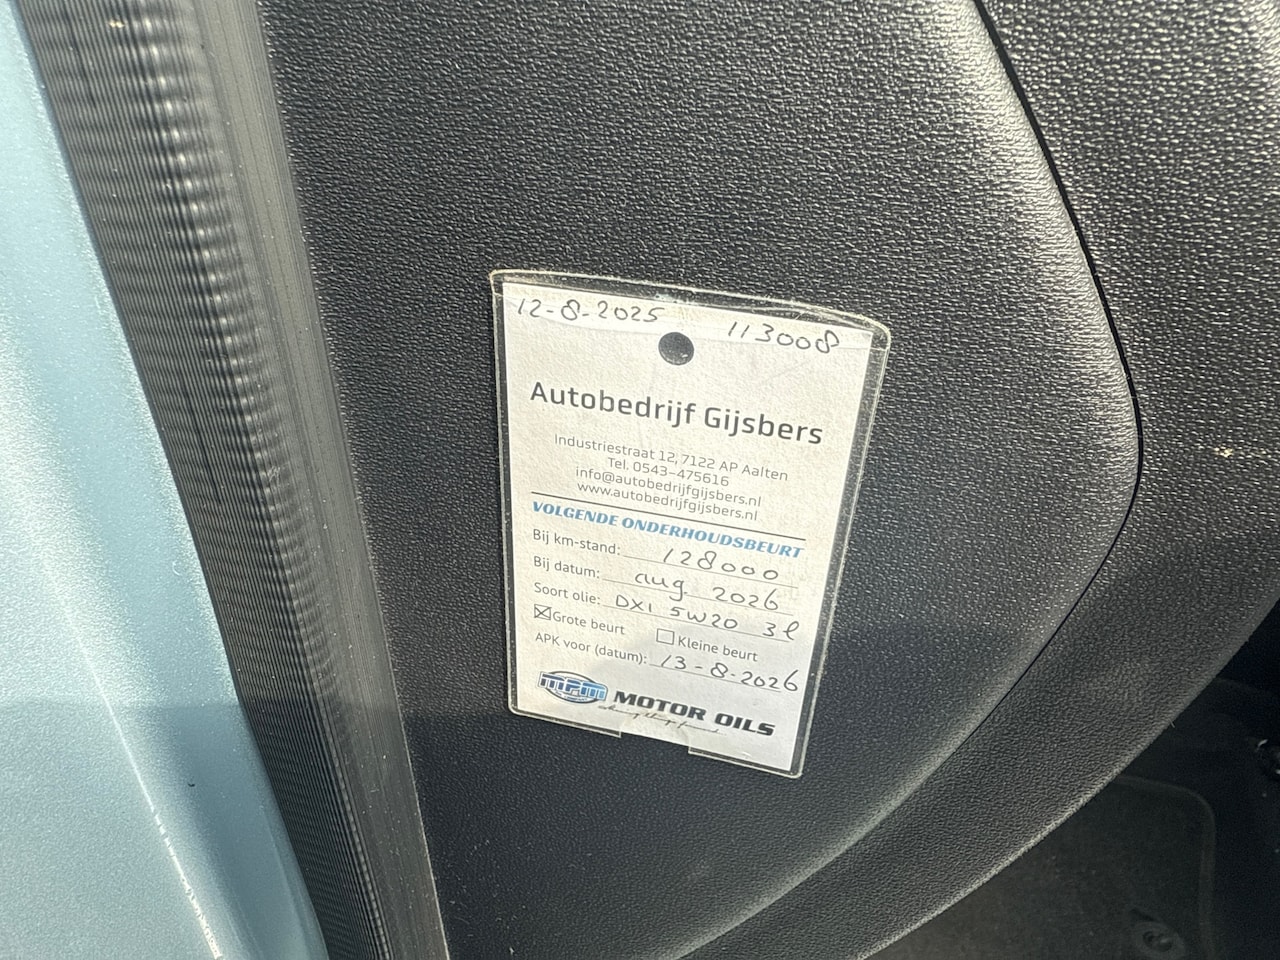 12-8-2025 113008
Autobedrijf Gijsbers
Industriestraat 12, 7122 AP Aalten
Tel. 0543-475616
info@autobedrijfgijsbers.nl
www.autobedrijfgijsbers.nl
VOLGENDE ONDERHOUDSBEURT
Bij km-stand: 128000
Bij datum: aug. 2026
Soort olie: DX1 5W20 3l
☒ Grote beurt ☐ Kleine beurt
APK voor (datum): 13-8-2026
MPM MOTOR OILS